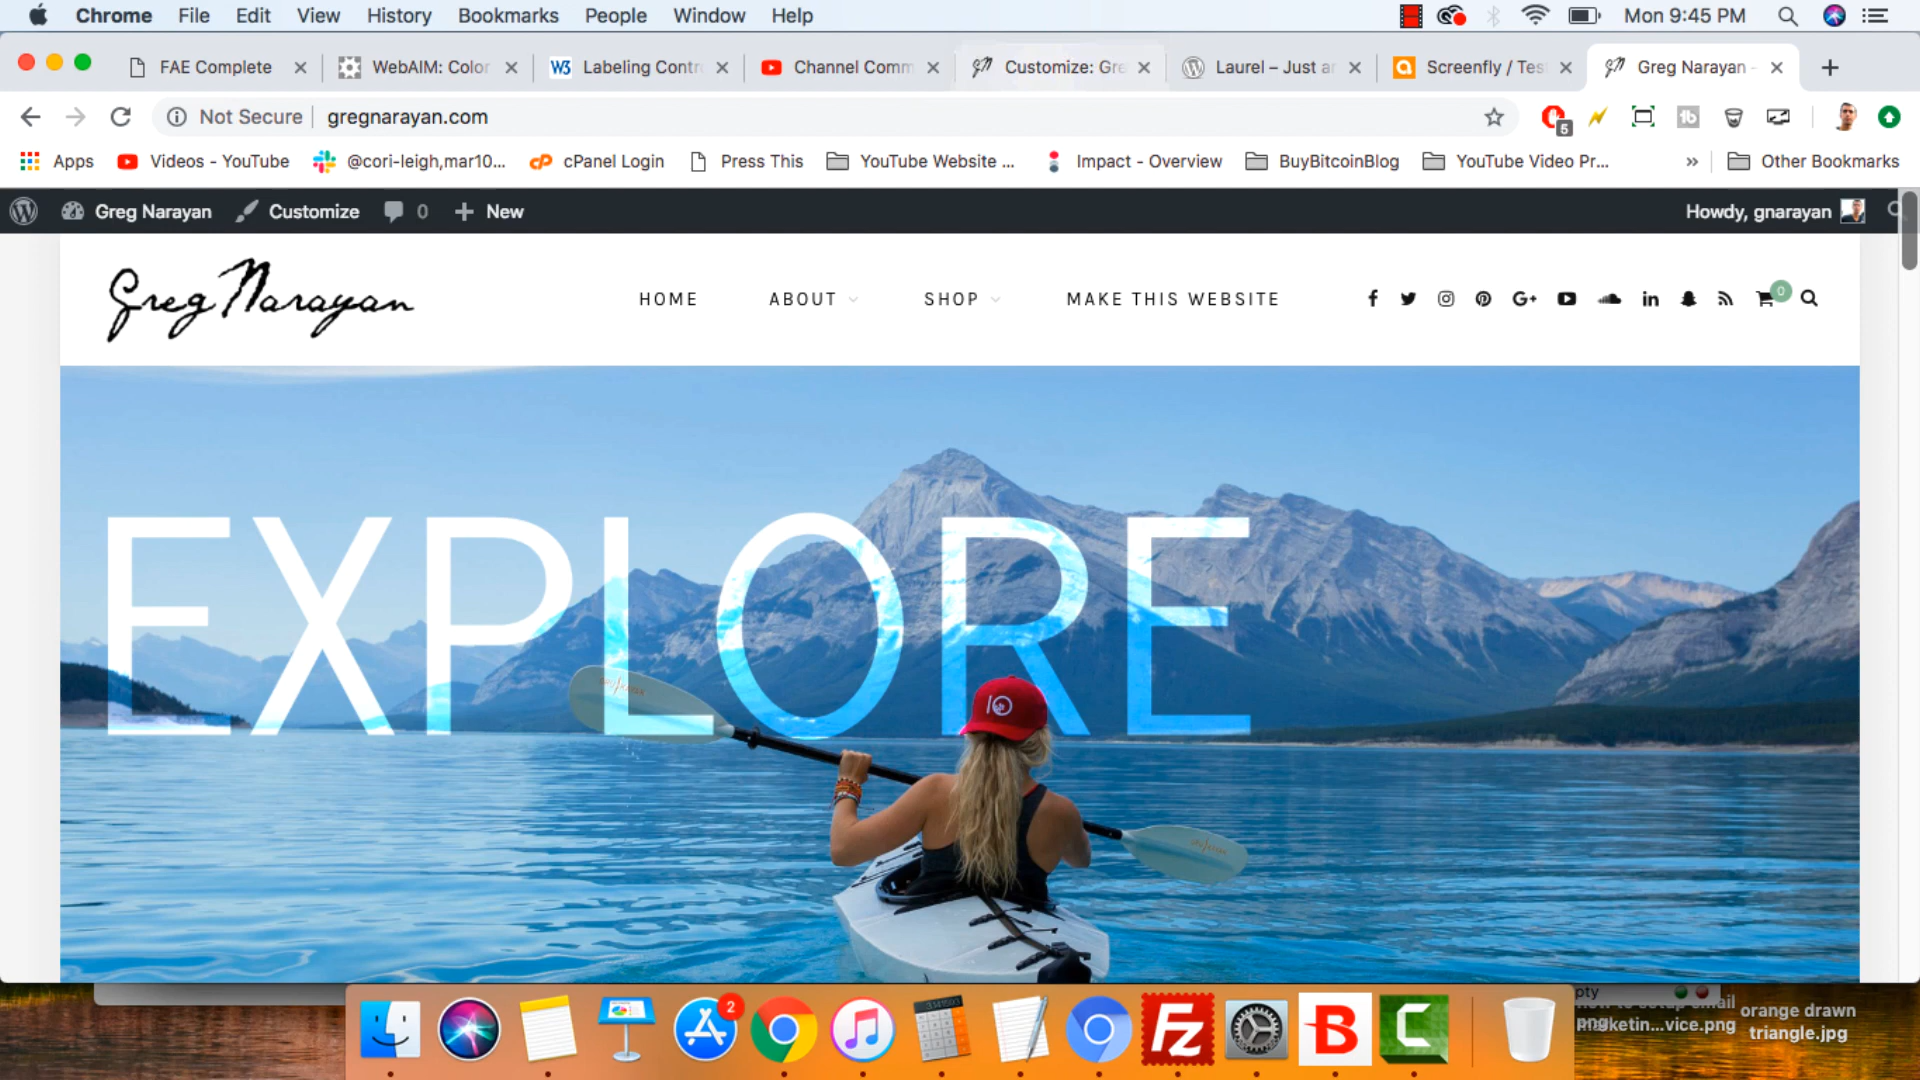 Chrome File Edit View History Bookmarks People Window Help Mon 9:45 PM
FAE Complete WebAIM: Color Labeling Contr Channel Comm Customize: Gre Laurel – Just a Screenfly / Tes Greg Narayan -
Not Secure gregnarayan.com 5
Apps Videos - YouTube @cori-leigh,mar10... cPanel Login Press This YouTube Website ... Impact - Overview BuyBitcoinBlog YouTube Video Pr... » Other Bookmarks
Greg Narayan Customize 0 New Howdy, gnarayan
Greg Narayan
HOME ABOUT SHOP MAKE THIS WEBSITE 0
EXPLORE
2
marketin...vice.png
orange drawn
triangle.jpg